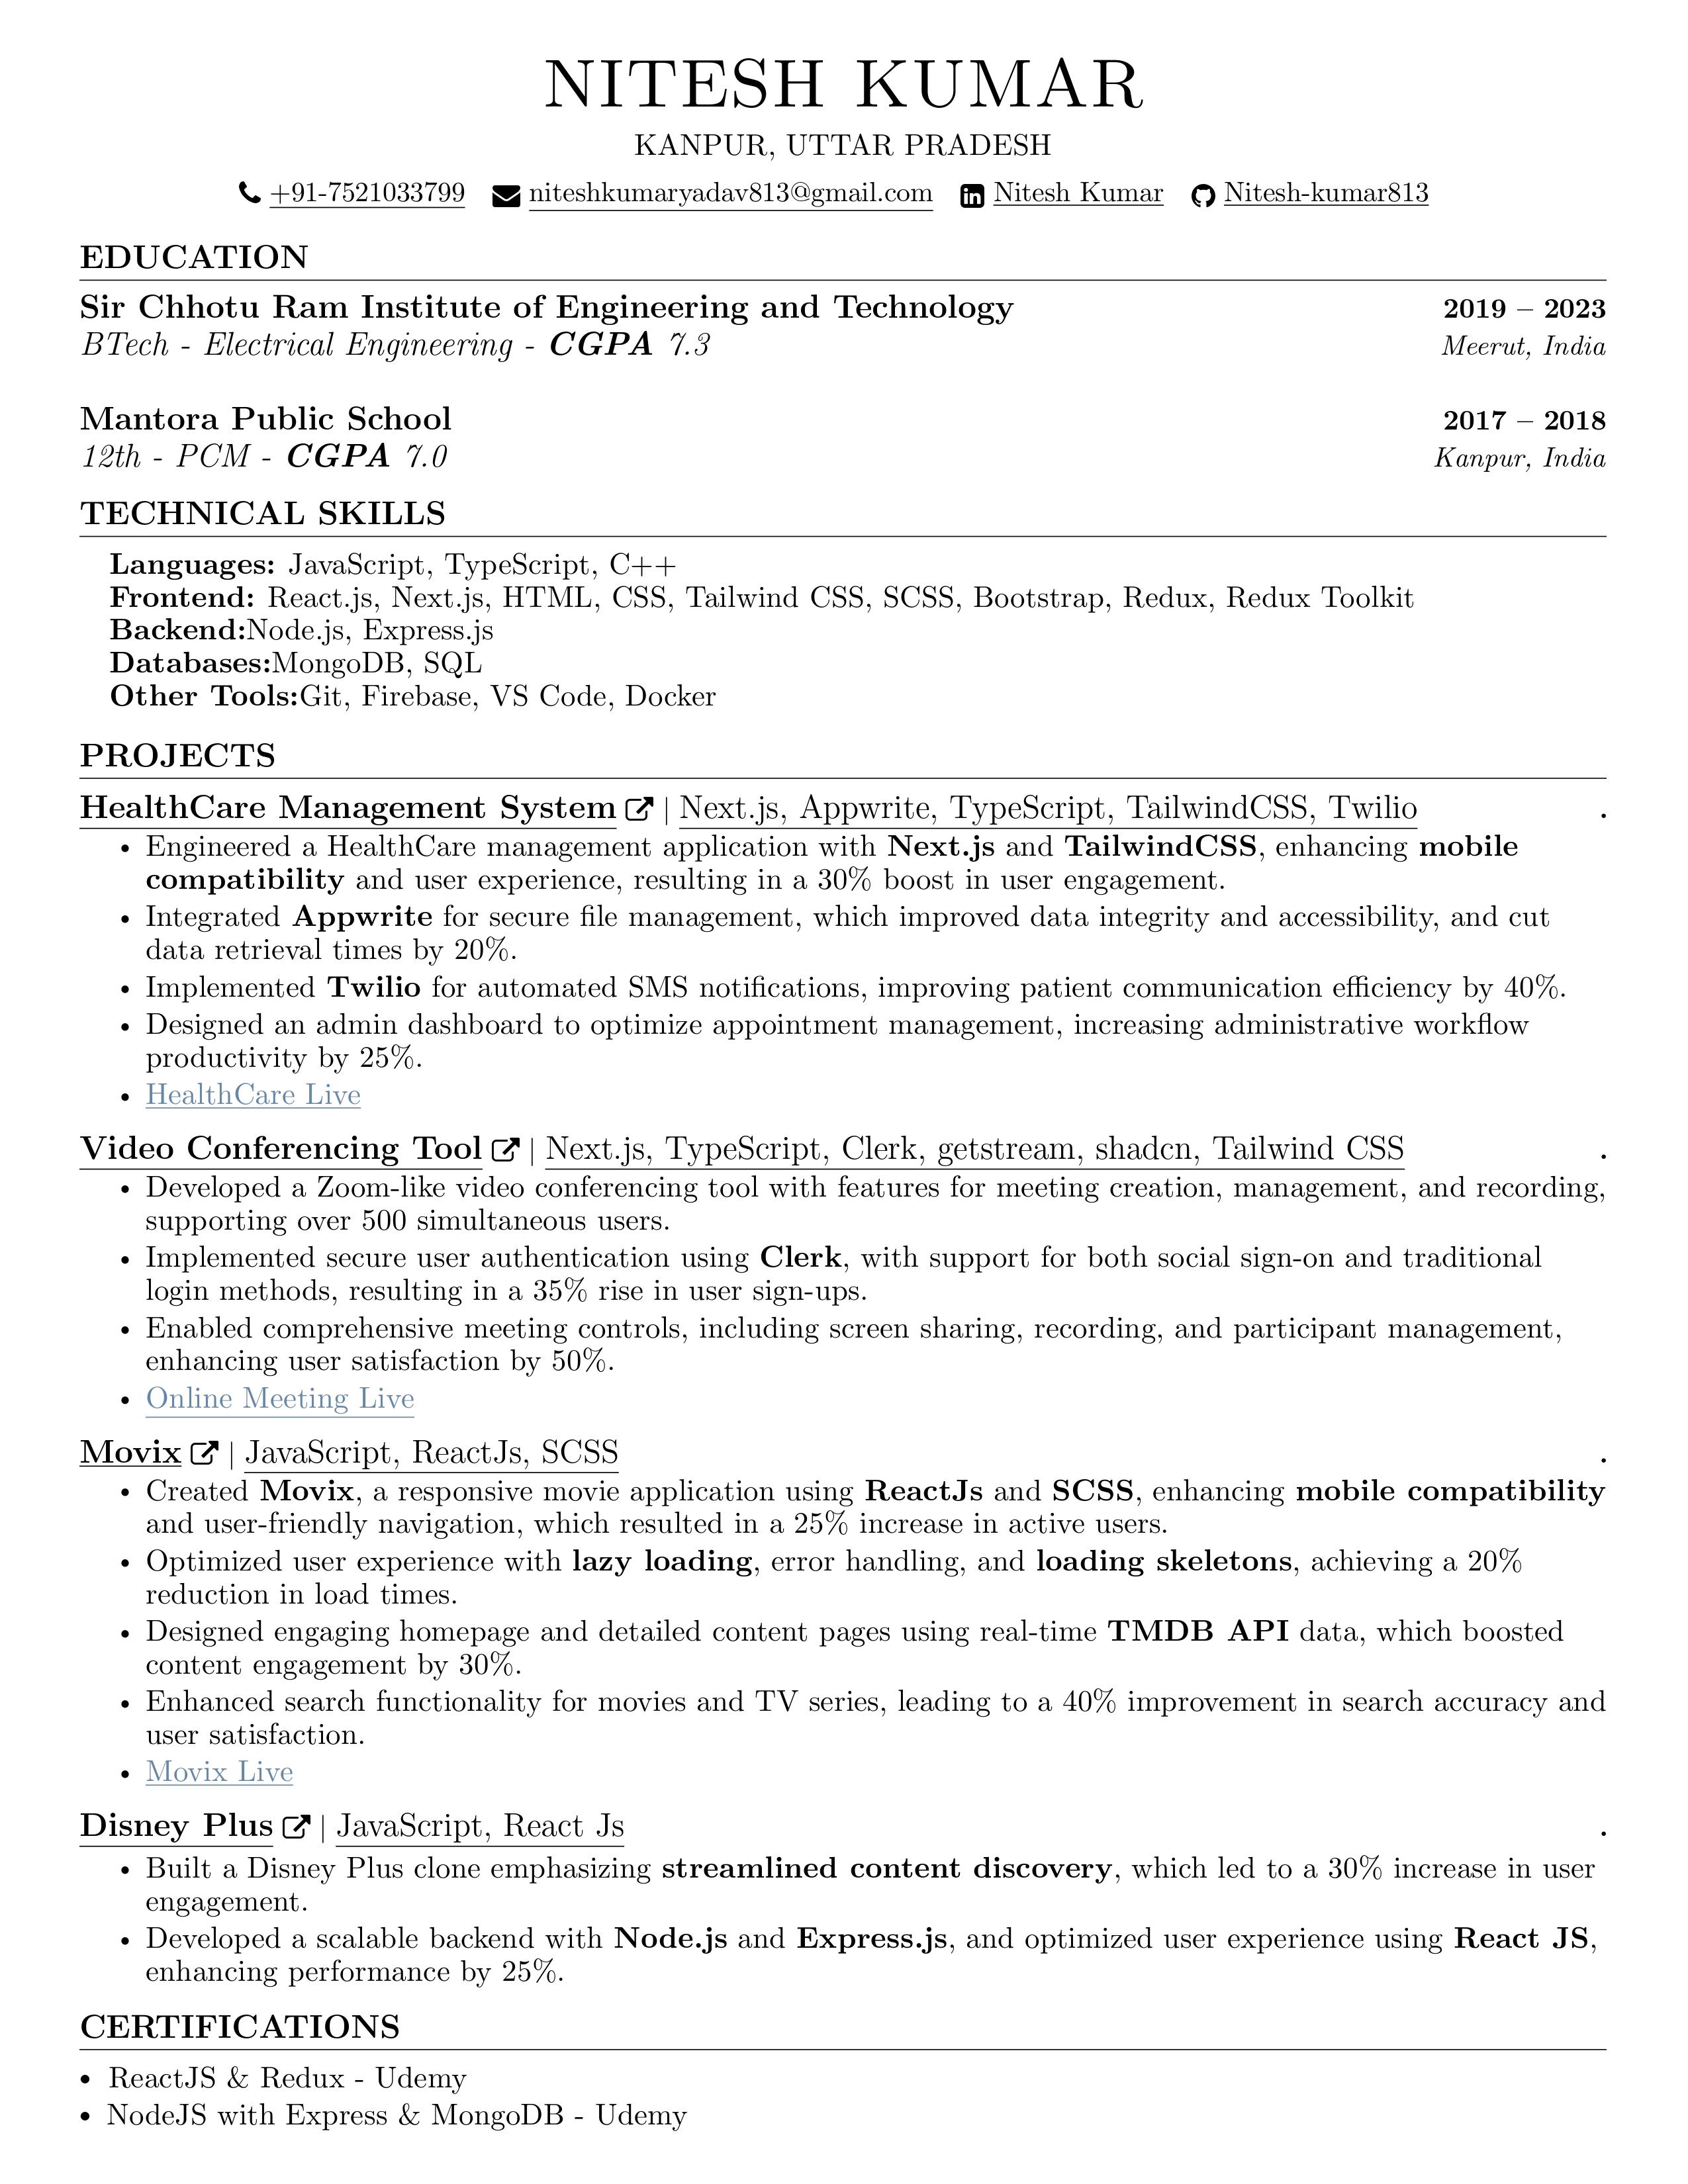 NITESH KUMAR
KANPUR, UTTAR PRADESH
+91-7521033799 niteshkumaryadav813@gmail.com Nitesh Kumar Nitesh-kumar813
EDUCATION
Sir Chhotu Ram Institute of Engineering and Technology 2019 – 2023
BTech - Electrical Engineering - CGPA 7.3 Meerut, India
Mantora Public School 2017 – 2018
12th - PCM - CGPA 7.0 Kanpur, India
TECHNICAL SKILLS
Languages: JavaScript, TypeScript, C++
Frontend: React.js, Next.js, HTML, CSS, Tailwind CSS, SCSS, Bootstrap, Redux, Redux Toolkit
Backend:Node.js, Express.js
Databases:MongoDB, SQL
Other Tools:Git, Firebase, VS Code, Docker
PROJECTS
HealthCare Management System | Next.js, Appwrite, TypeScript, TailwindCSS, Twilio .
• Engineered a HealthCare management application with Next.js and TailwindCSS, enhancing mobile
compatibility and user experience, resulting in a 30% boost in user engagement.
• Integrated Appwrite for secure file management, which improved data integrity and accessibility, and cut
data retrieval times by 20%.
• Implemented Twilio for automated SMS notifications, improving patient communication efficiency by 40%.
• Designed an admin dashboard to optimize appointment management, increasing administrative workflow
productivity by 25%.
• HealthCare Live
Video Conferencing Tool | Next.js, TypeScript, Clerk, getstream, shadcn, Tailwind CSS .
• Developed a Zoom-like video conferencing tool with features for meeting creation, management, and recording,
supporting over 500 simultaneous users.
• Implemented secure user authentication using Clerk, with support for both social sign-on and traditional
login methods, resulting in a 35% rise in user sign-ups.
• Enabled comprehensive meeting controls, including screen sharing, recording, and participant management,
enhancing user satisfaction by 50%.
• Online Meeting Live
Movix | JavaScript, ReactJs, SCSS .
• Created Movix, a responsive movie application using ReactJs and SCSS, enhancing mobile compatibility
and user-friendly navigation, which resulted in a 25% increase in active users.
• Optimized user experience with lazy loading, error handling, and loading skeletons, achieving a 20%
reduction in load times.
• Designed engaging homepage and detailed content pages using real-time TMDB API data, which boosted
content engagement by 30%.
• Enhanced search functionality for movies and TV series, leading to a 40% improvement in search accuracy and
user satisfaction.
• Movix Live
Disney Plus | JavaScript, React Js .
• Built a Disney Plus clone emphasizing streamlined content discovery, which led to a 30% increase in user
engagement.
• Developed a scalable backend with Node.js and Express.js, and optimized user experience using React JS,
enhancing performance by 25%.
CERTIFICATIONS
• ReactJS & Redux - Udemy
• NodeJS with Express & MongoDB - Udemy